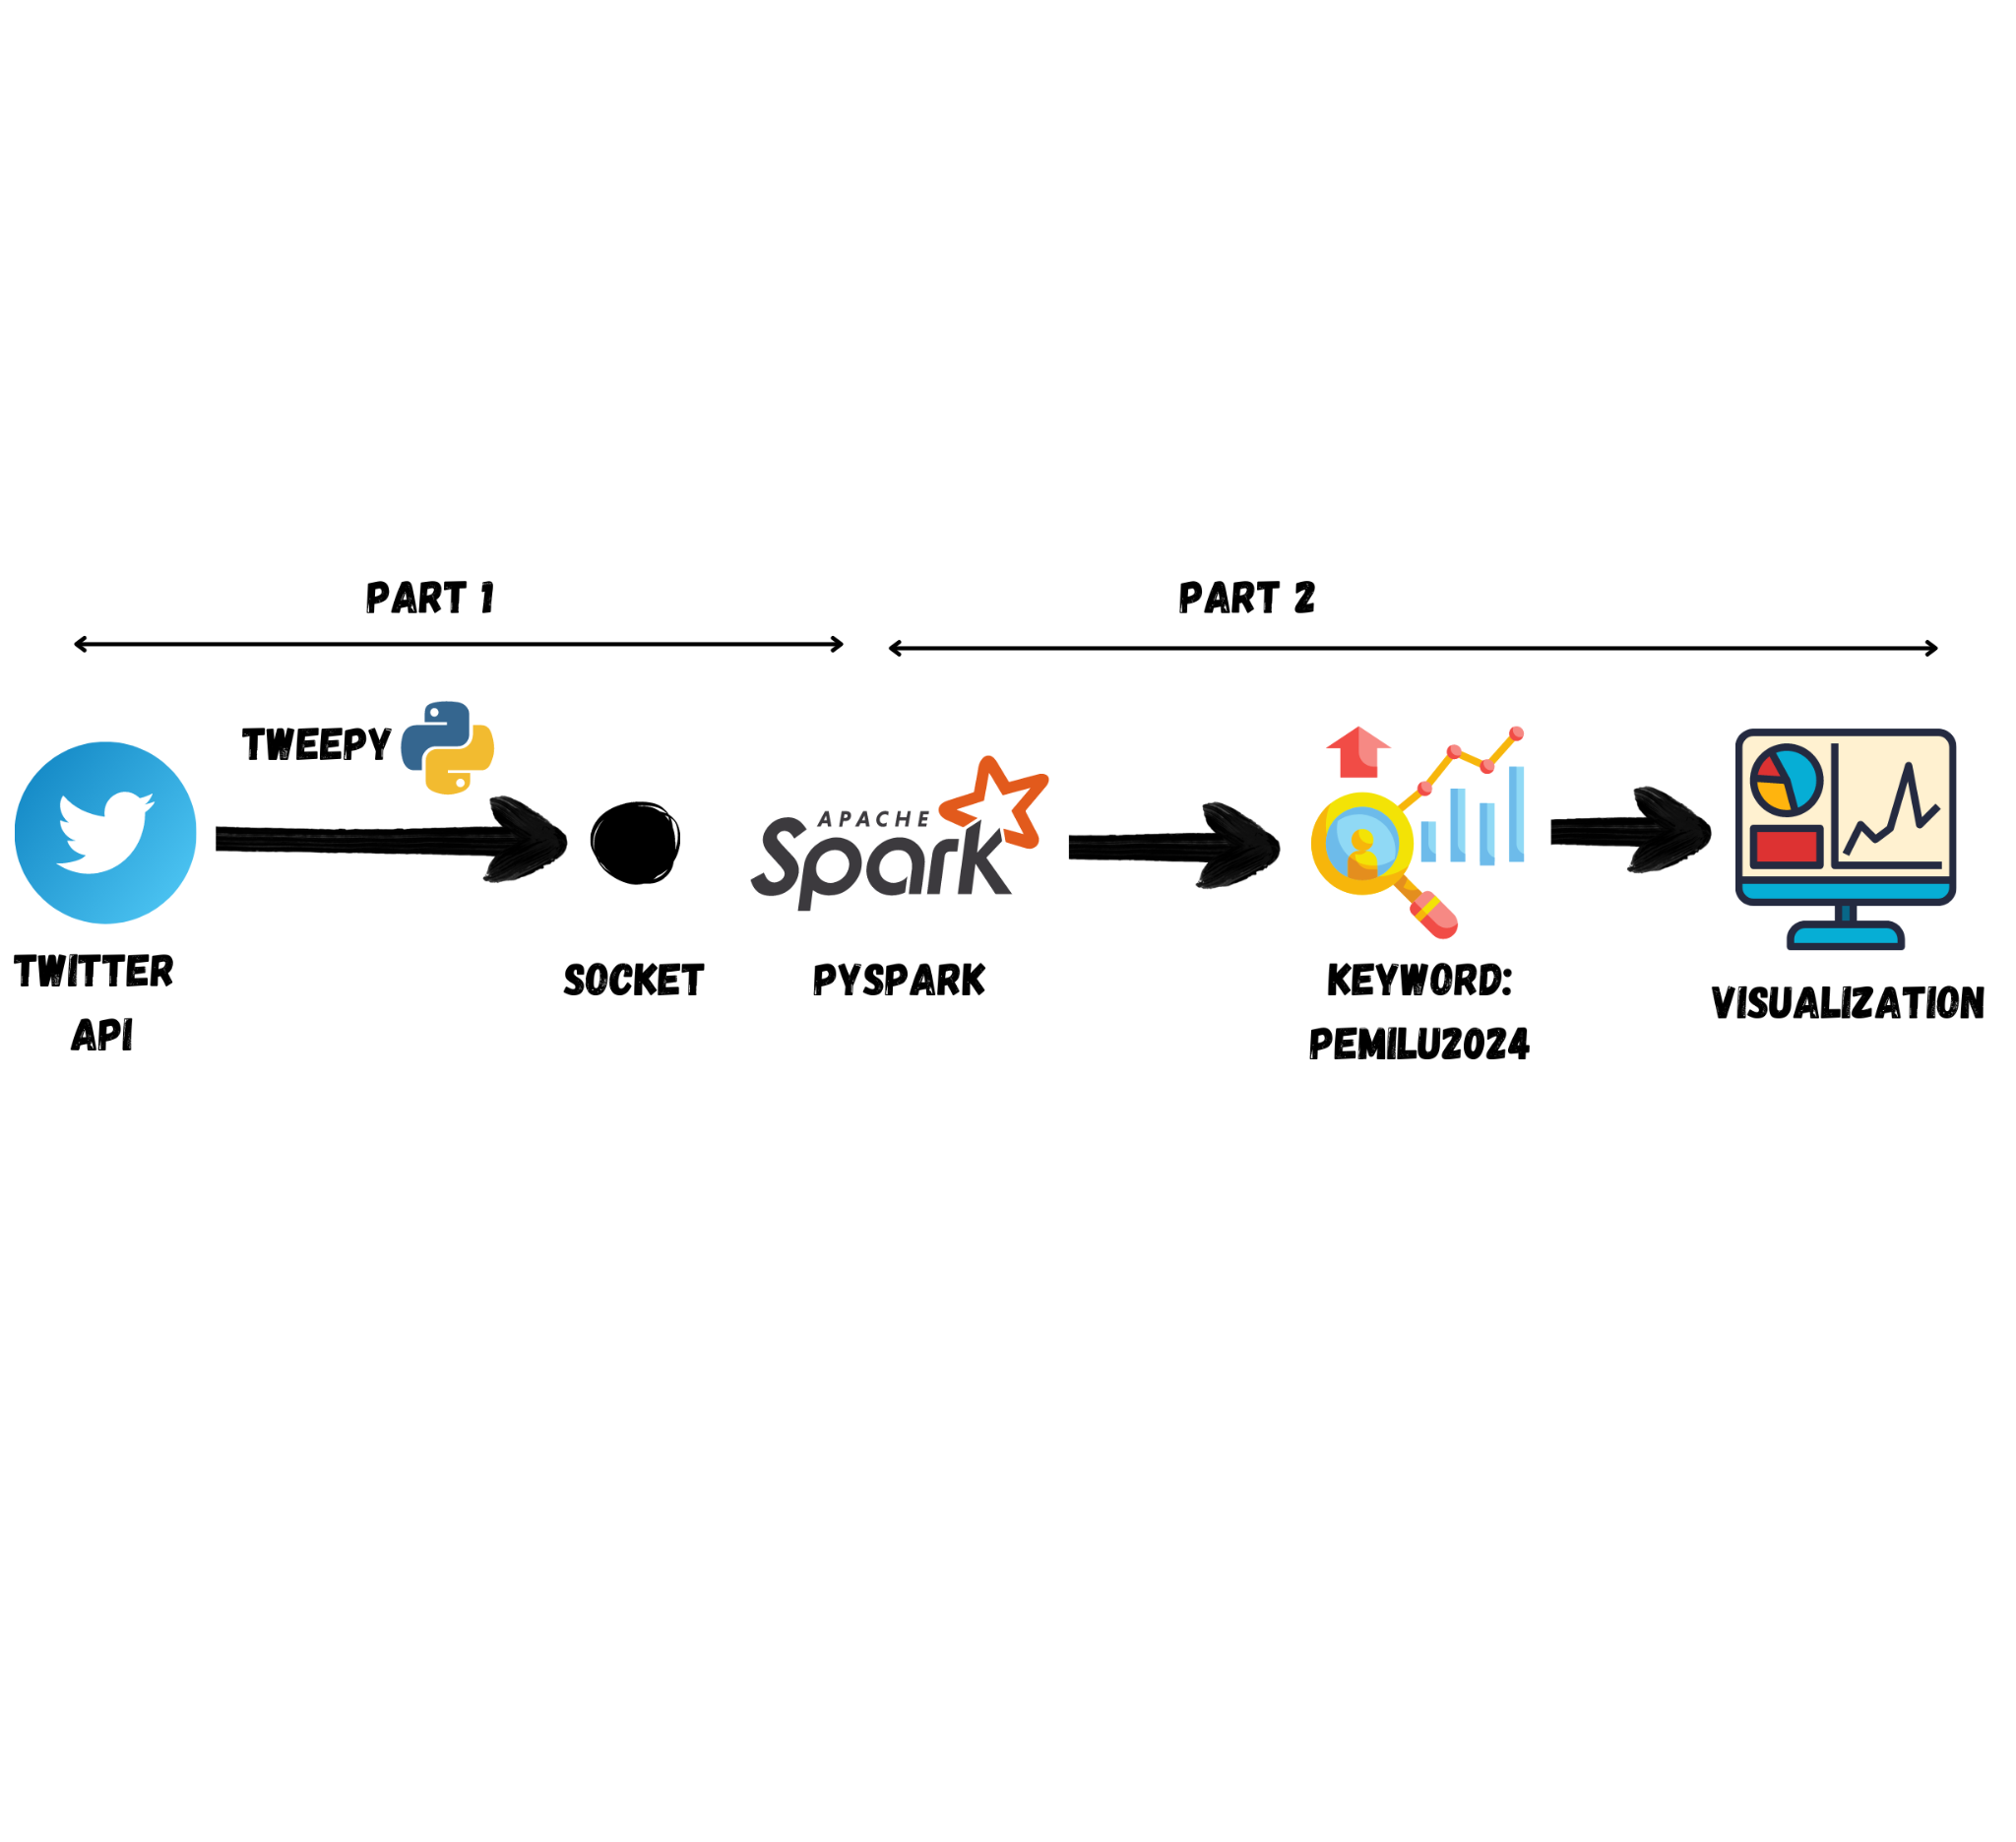 PART 1
PART 2
TWEEPY
APACHE
Spark
TWITTER
API
SOCKET
PYSPARK
KEYWORD:
PEMILU2024
VISUALIZATION